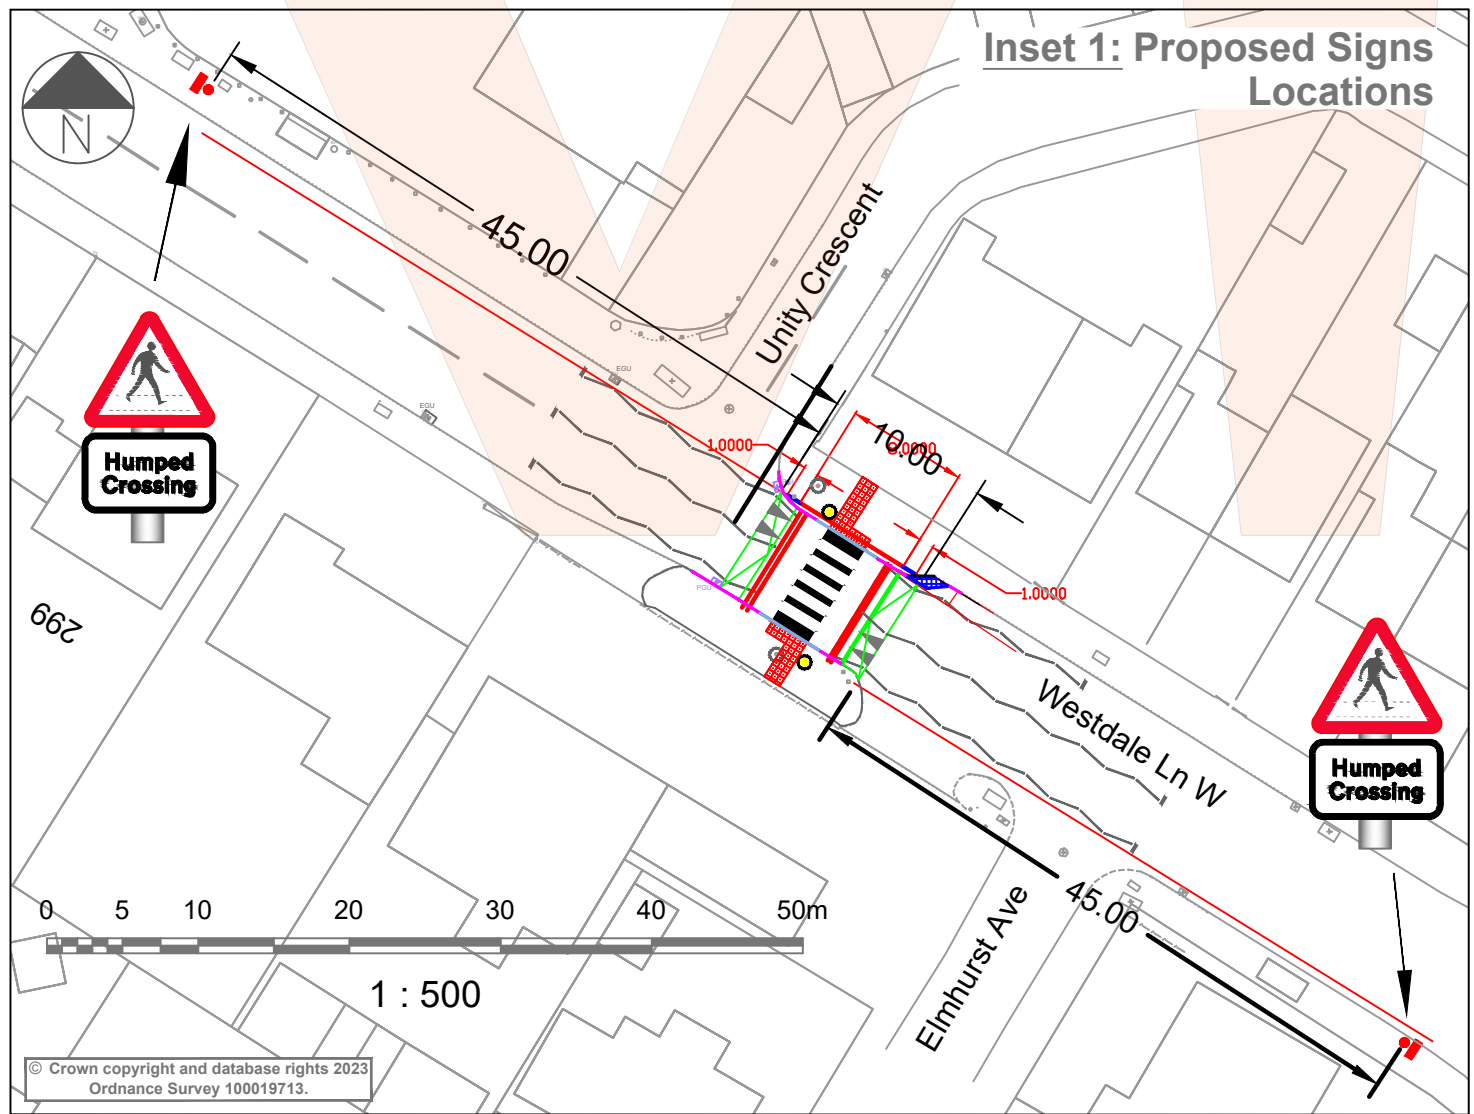 Inset 1: Proposed Signs
Locations
N
45.00
Unity Crescent
EGU
EGU
1.0000
10.00
1.0000
PGU
Humped
Crossing
299
Westdale Ln W
Humped
Crossing
45.00
Elmhurst Ave
0 5 10 20 30 40 50m
1 : 500
© Crown copyright and database rights 2023
Ordnance Survey 100019713.